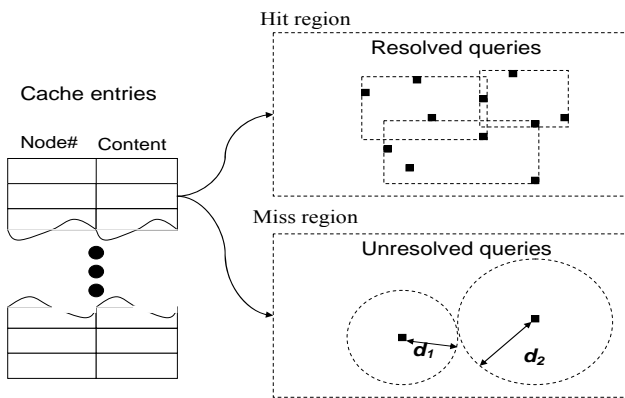 Hit region
Resolved queries
Cache entries
Node# Content
Miss region
Unresolved queries
d1
d2